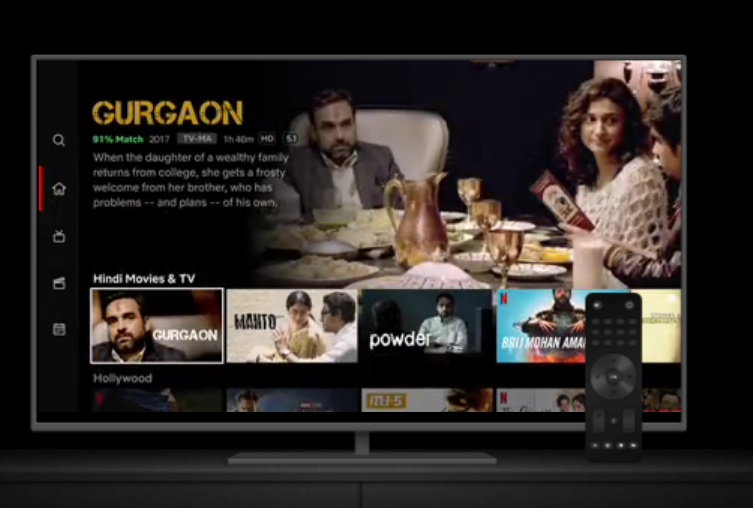 GURGAON
91% Match 2017 TV-MA 1h 46m HD 5.1
When the daughter of a wealthy family
returns from college, she gets a frosty
welcome from her brother, who has
problems -- and plans -- of his own.
Hindi Movies & TV
GURGAON
MANTO
powder
N
BRIJ MOHAN AMAR
Hollywood
N
M·I-5
N